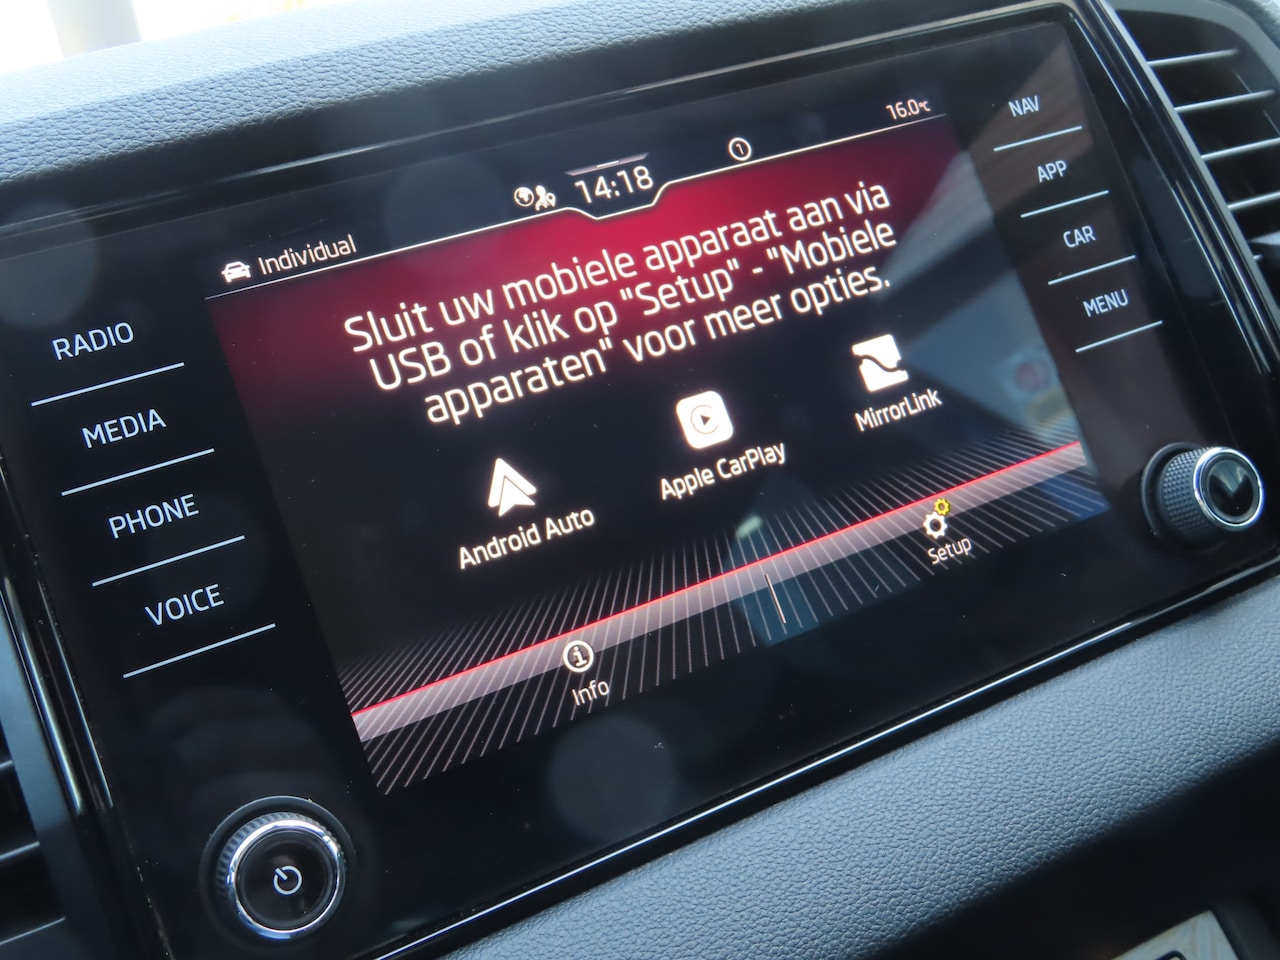 16.0°C
14:18
1
Individual
Sluit uw mobiele apparaat aan via
USB of klik op "Setup" - "Mobiele
apparaten" voor meer opties.
Android Auto
Apple CarPlay
MirrorLink
Info
Setup
RADIO
MEDIA
PHONE
VOICE
NAV
APP
CAR
MENU